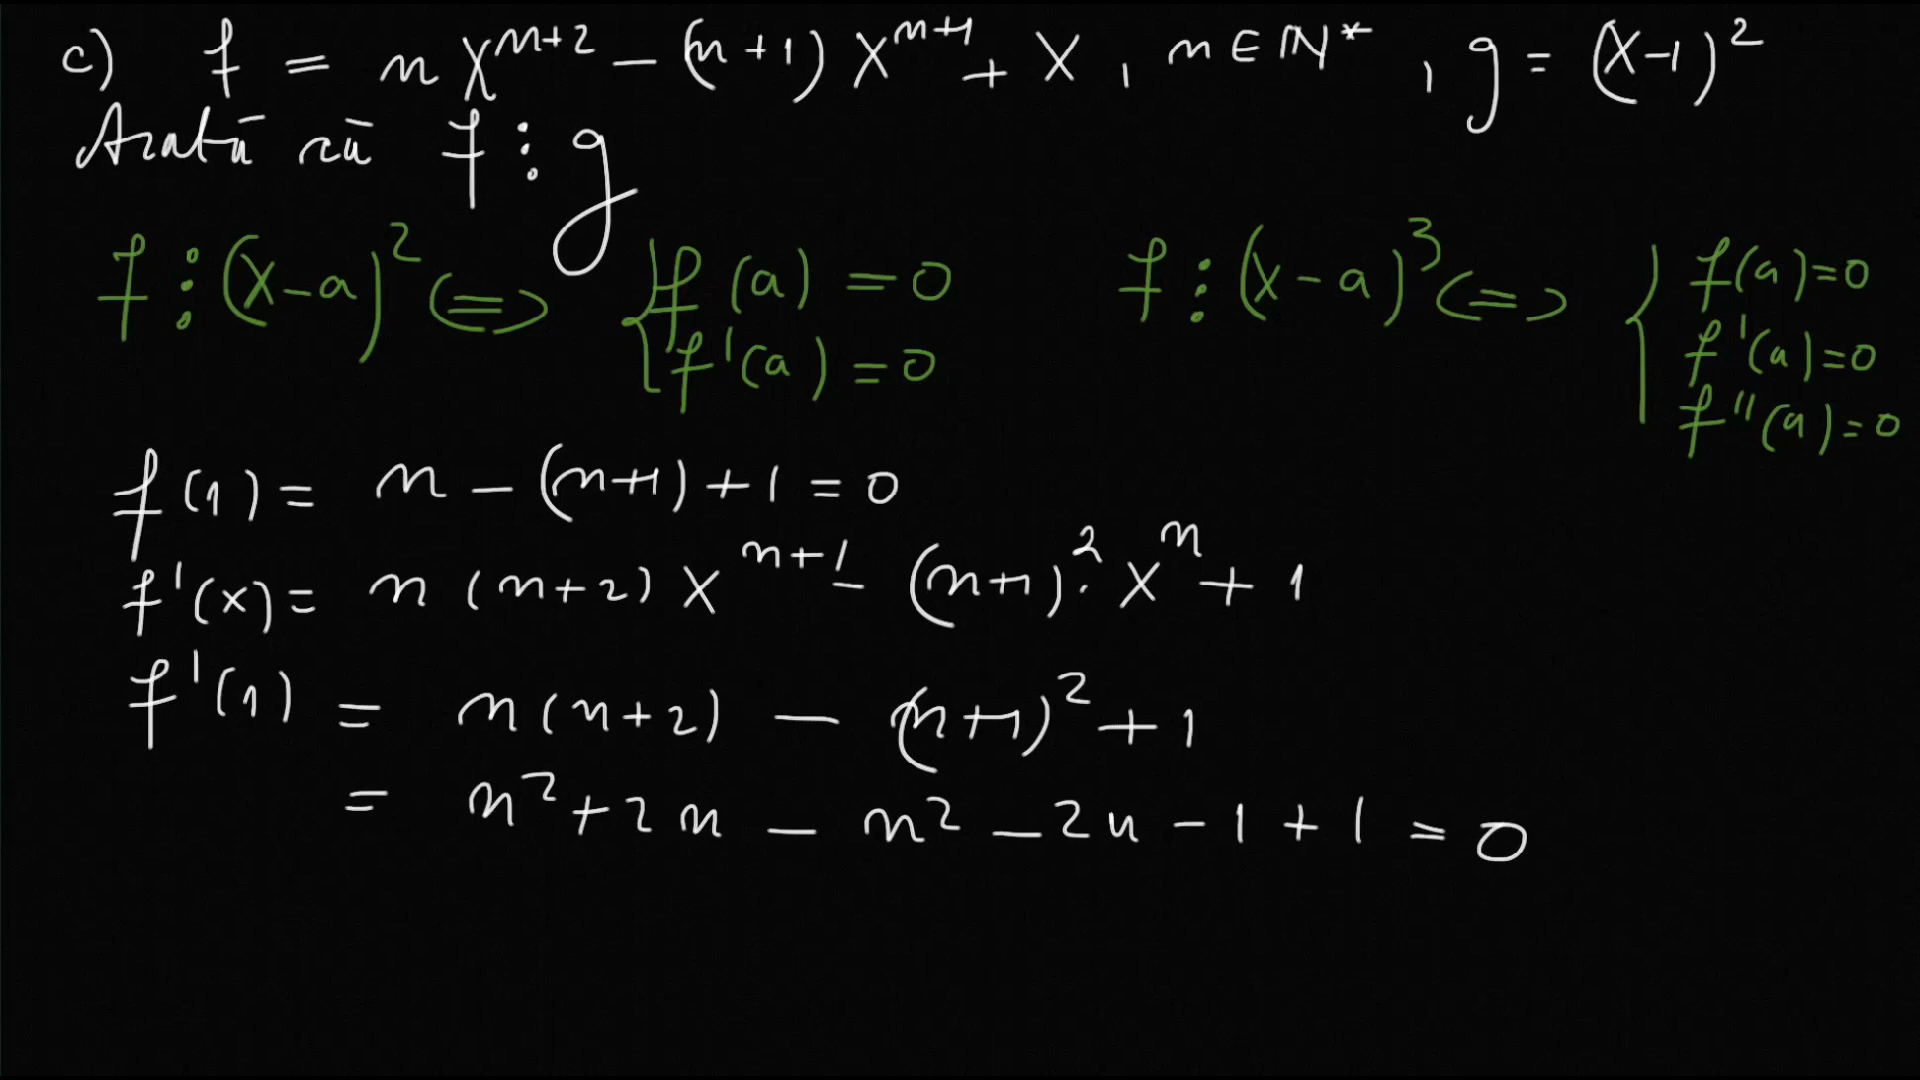 c) f = n X^{n+2} - (n+1) X^{n+1} + X, n ∈ ℕ*, g = (X-1)^2
Arată că f ⋮ g
f ⋮ (X-a)^2 <=> { f(a) = 0 f ⋮ (X-a)^3 <=> { f(a) = 0
f'(a) = 0 f'(a) = 0
f''(a) = 0
f(1) = n - (n+1) + 1 = 0
f'(x) = n (n+2) X^{n+1} - (n+1)^2 · X^n + 1
f'(1) = n(n+2) - (n+1)^2 + 1
= n^2 + 2n - n^2 - 2n - 1 + 1 = 0